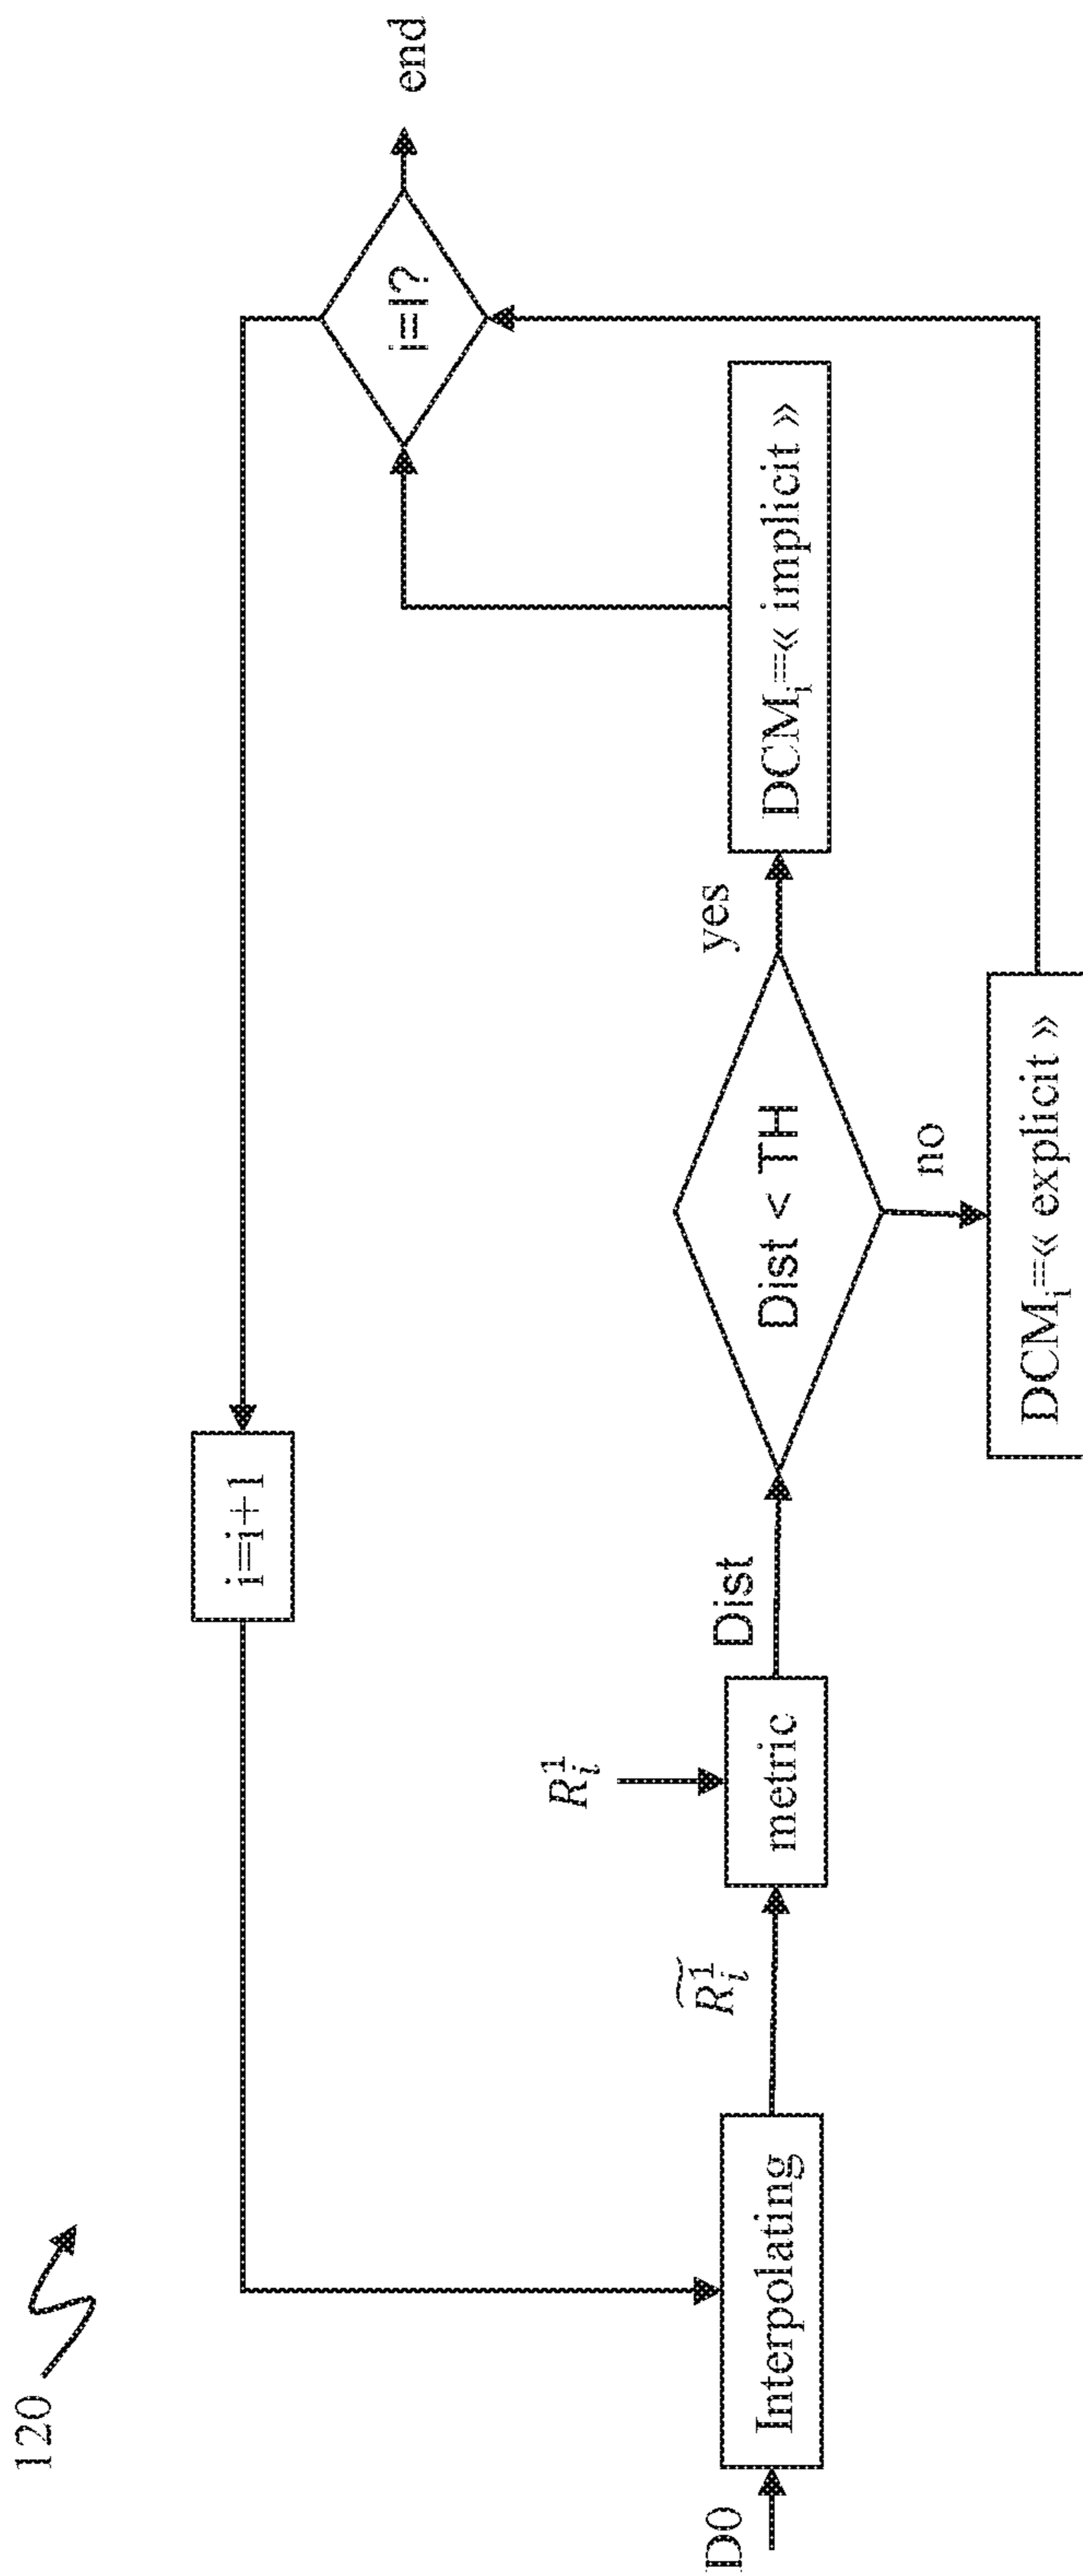 120
i=i+1
D0
Interpolating
\widetilde{R_i^1}
R_i^1
metric
Dist
Dist < TH
yes
no
DCM_i=« implicit »
DCM_i=« explicit »
i=I?
end